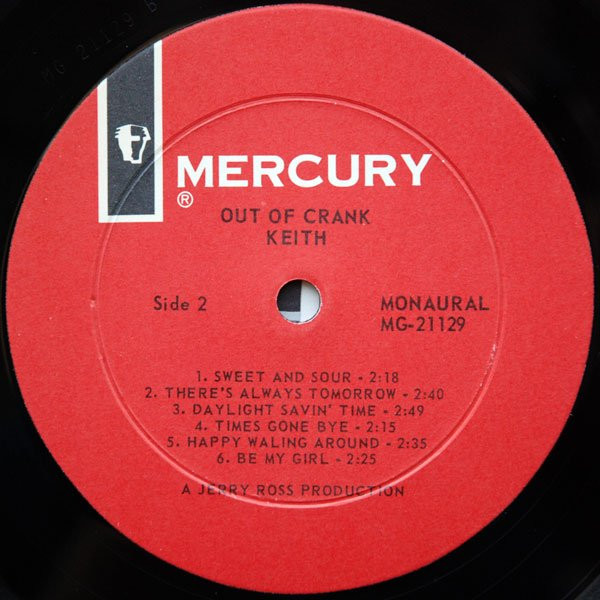 MG 21129 B
MERCURY
®
OUT OF CRANK
KEITH
Side 2
MONAURAL
MG-21129
1. SWEET AND SOUR - 2:18
2. THERE'S ALWAYS TOMORROW - 2:40
3. DAYLIGHT SAVIN' TIME - 2:49
4. TIMES GONE BYE - 2:15
5. HAPPY WALING AROUND - 2:35
6. BE MY GIRL - 2:25
A JERRY ROSS PRODUCTION